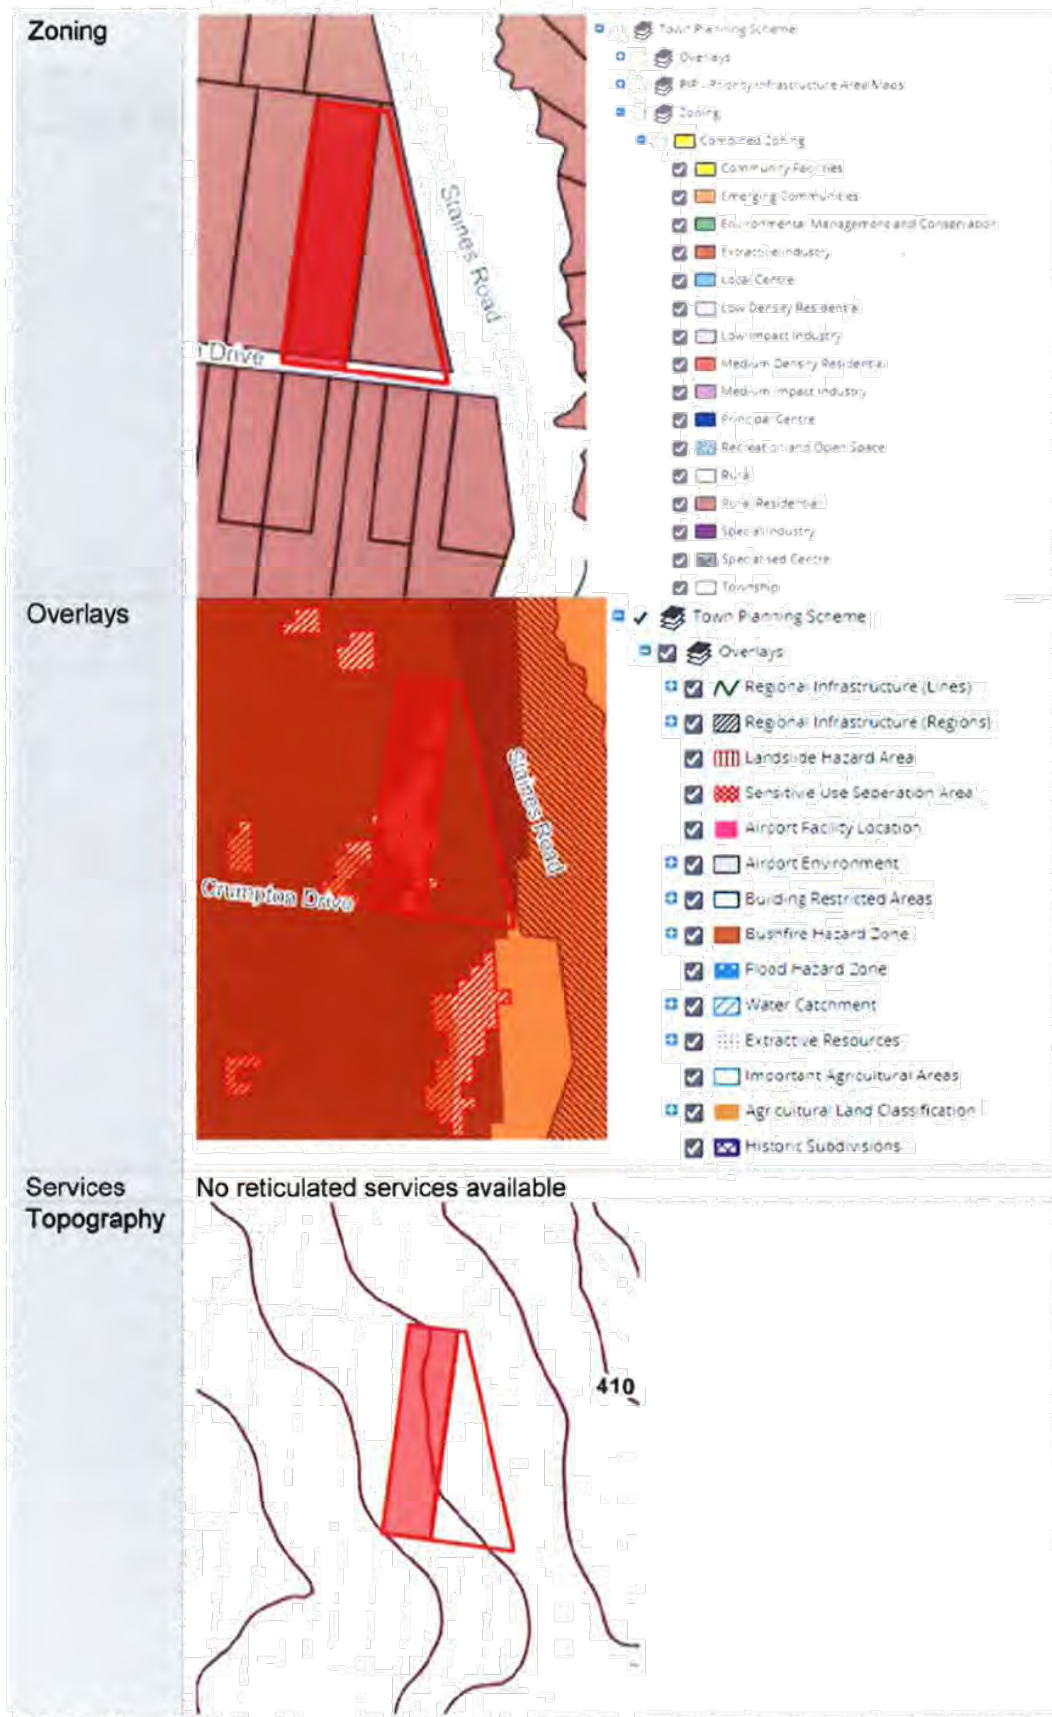 Zoning
Staines Road
n Drive
Town Planning Scheme
Overlays
PIP - Priority Infrastructure Area Maps
Zoning
Combined Zoning
Community Facilities
Emerging Communities
Environmental Management and Conservation
Extractive Industry
Local Centre
Low Density Residential
Low Impact Industry
Medium Density Residential
Medium Impact Industry
Principal Centre
Recreation and Open Space
Rural
Rural Residential
Special Industry
Specialised Centre
Township
Overlays
Staines Road
Crumpton Drive
Town Planning Scheme
Overlays
Regional Infrastructure (Lines)
Regional Infrastructure (Regions)
Landslide Hazard Area
Sensitive Use Seperation Area
Airport Facility Location
Airport Environment
Building Restricted Areas
Bushfire Hazard Zone
Flood Hazard Zone
Water Catchment
Extractive Resources
Important Agricultural Areas
Agricultural Land Classification
Historic Subdivisions
Services
No reticulated services available
Topography
410